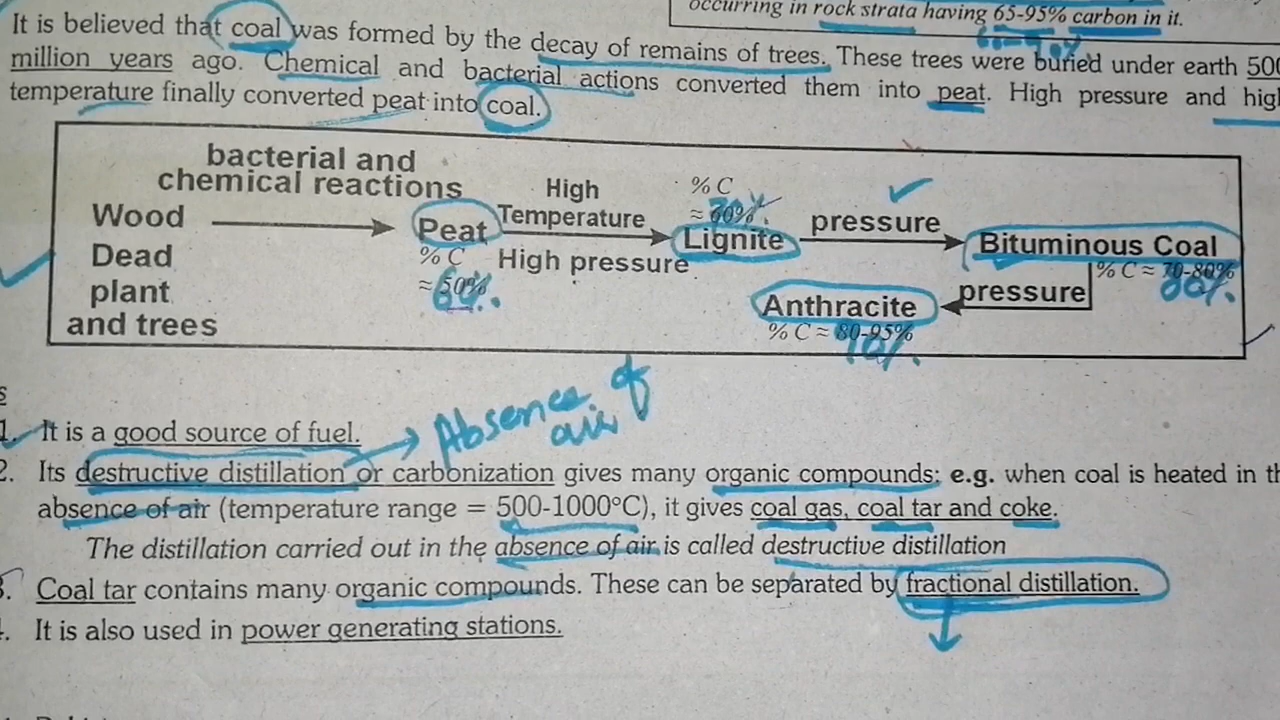 occurring in rock strata having 65-95% carbon in it.
It is believed that coal was formed by the decay of remains of trees. These trees were buried under earth 500
million years ago. Chemical and bacterial actions converted them into peat. High pressure and high
temperature finally converted peat into coal.
bacterial and
chemical reactions
Wood
Dead
plant
and trees
Peat
% C
≈ 50%
60%.
High
Temperature
High pressure
% C
≈ 60%
70%.
Lignite
pressure
Bituminous Coal
% C ≈ 70-80%
80%.
pressure
Anthracite
% C ≈ 80-95%
90%.
Absence of
air
1. It is a good source of fuel.
2. Its destructive distillation or carbonization gives many organic compounds: e.g. when coal is heated in th
absence of air (temperature range = 500-1000°C), it gives coal gas, coal tar and coke.
The distillation carried out in the absence of air is called destructive distillation
3. Coal tar contains many organic compounds. These can be separated by fractional distillation.
. It is also used in power generating stations.